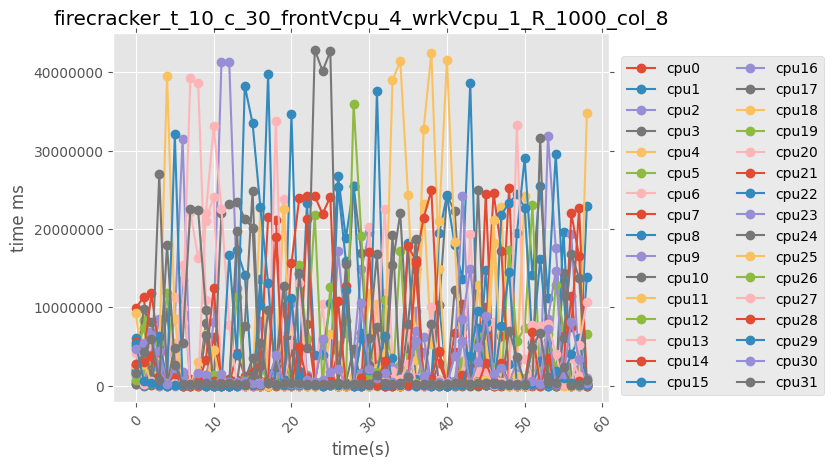 firecracker_t_10_c_30_frontVcpu_4_wrkVcpu_1_R_1000_col_8
time ms
40000000
30000000
20000000
10000000
0
0
10
20
30
40
50
60
time(s)
cpu0
cpu1
cpu2
cpu3
cpu4
cpu5
cpu6
cpu7
cpu8
cpu9
cpu10
cpu11
cpu12
cpu13
cpu14
cpu15
cpu16
cpu17
cpu18
cpu19
cpu20
cpu21
cpu22
cpu23
cpu24
cpu25
cpu26
cpu27
cpu28
cpu29
cpu30
cpu31